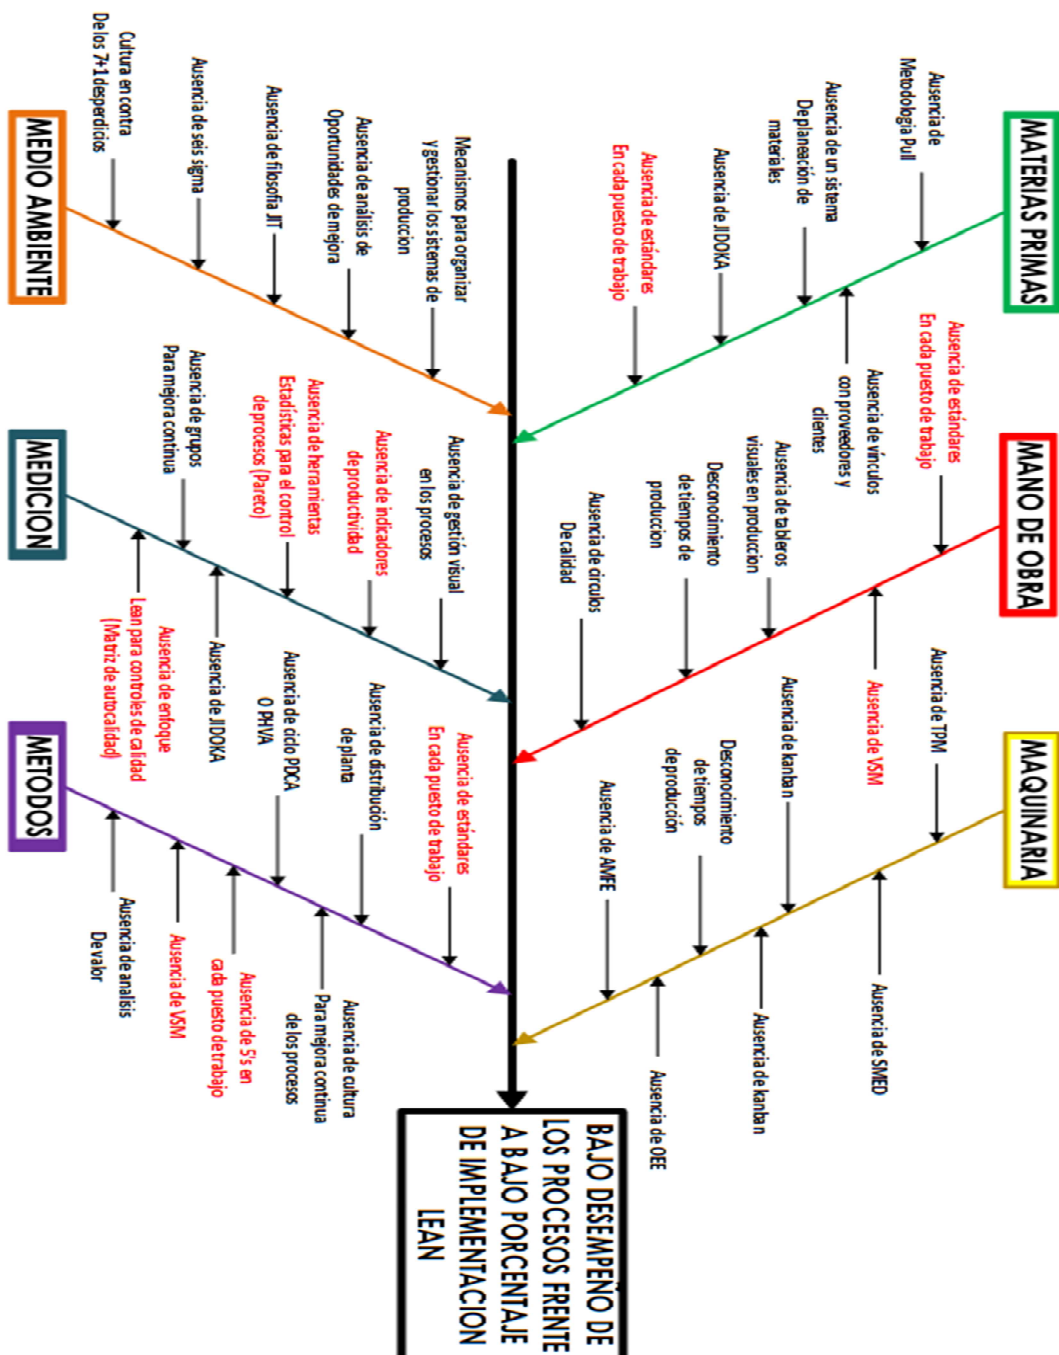 MATERIAS PRIMAS
Ausencia de
Metodologia Pull
Ausencia de un sistema
De planeación de
materiales
Ausencia de vínculos
con proveedores y
clientes
Ausencia de JIDOKA
Ausencia de estándares
En cada puesto de trabajo
MANO DE OBRA
Ausencia de estándares
En cada puesto de trabajo
Ausencia de VSM
Ausencia de tableros
visuales en produccion
Desconocimiento
de tiempos de
produccion
Ausencia de circulos
De calidad
MAQUINARIA
Ausencia de TPM
Ausencia de SMED
Ausencia de kanban
Ausencia de kanban
Desconocimiento
de tiempos
de producción
Ausencia de OEE
Ausencia de AMFE
MEDIO AMBIENTE
Cultura en contra
De los 7+1 desperdicios
Ausencia de seis sigma
Ausencia de filosofia JIT
Ausencia de análisis de
Oportunidades de mejora
Mecanismos para organizar
y gestionar los sistemas de
produccion
MEDICION
Ausencia de enfoque
Lean para controles de calidad
(Matriz de autocalidad)
Ausencia de grupos
Para mejora continua
Ausencia de JIDOKA
Ausencia de herramientas
Estadísticas para el control
de procesos (Pareto)
Ausencia de indicadores
de productividad
Ausencia de gestión visual
en los procesos
METODOS
Ausencia de analisis
De valor
Ausencia de VSM
Ausencia de 5's en
cada puesto de trabajo
Ausencia de ciclo PDCA
O PHVA
Ausencia de cultura
Para mejora continua
de los procesos
Ausencia de distribución
de planta
Ausencia de estándares
En cada puesto de trabajo
BAJO DESEMPEÑO DE
LOS PROCESOS FRENTE
A BAJO PORCENTAJE
DE IMPLEMENTACION
LEAN